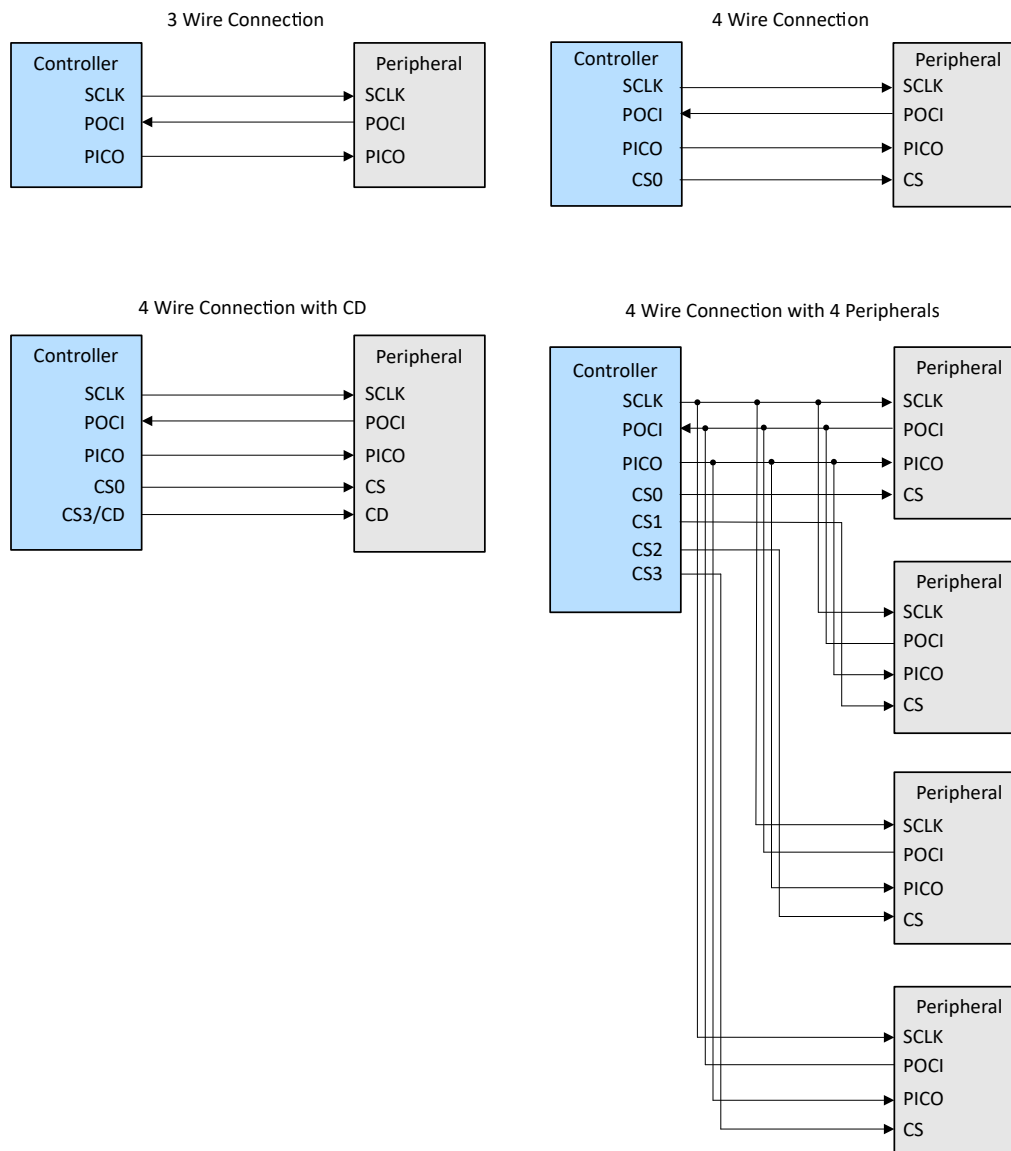 3 Wire Connection
Controller
SCLK
POCI
PICO
Peripheral
SCLK
POCI
PICO
4 Wire Connection
Controller
SCLK
POCI
PICO
CS0
Peripheral
SCLK
POCI
PICO
CS
4 Wire Connection with CD
Controller
SCLK
POCI
PICO
CS0
CS3/CD
Peripheral
SCLK
POCI
PICO
CS
CD
4 Wire Connection with 4 Peripherals
Controller
SCLK
POCI
PICO
CS0
CS1
CS2
CS3
Peripheral
SCLK
POCI
PICO
CS
Peripheral
SCLK
POCI
PICO
CS
Peripheral
SCLK
POCI
PICO
CS
Peripheral
SCLK
POCI
PICO
CS